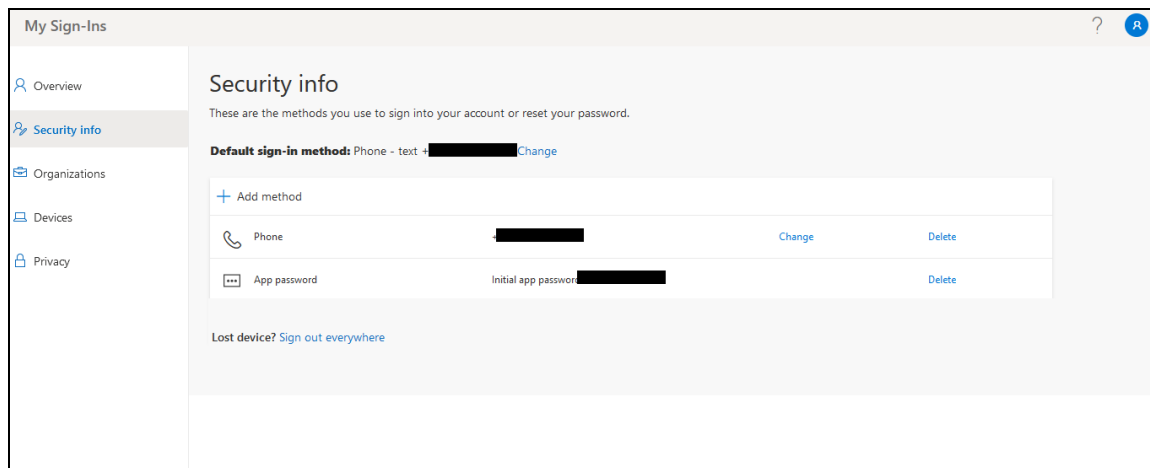 My Sign-Ins
?
Overview
Security info
Organizations
Devices
Privacy
Security info
These are the methods you use to sign into your account or reset your password.
Default sign-in method: Phone - text + Change
+ Add method
Phone + Change Delete
App password Initial app password Delete
Lost device? Sign out everywhere